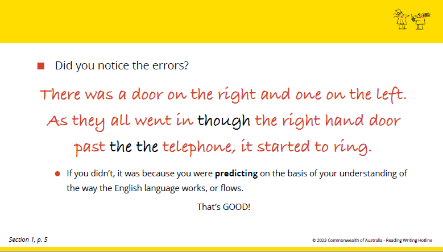 Did you notice the errors?
There was a door on the right and one on the left.
As they all went in though the right hand door
past the the telephone, it started to ring.
If you didn't, it was because you were predicting on the basis of your understanding of
the way the English language works, or flows.
That's GOOD!
Section 1, p. 5
© 2023 Commonwealth of Australia - Reading Writing Hotline